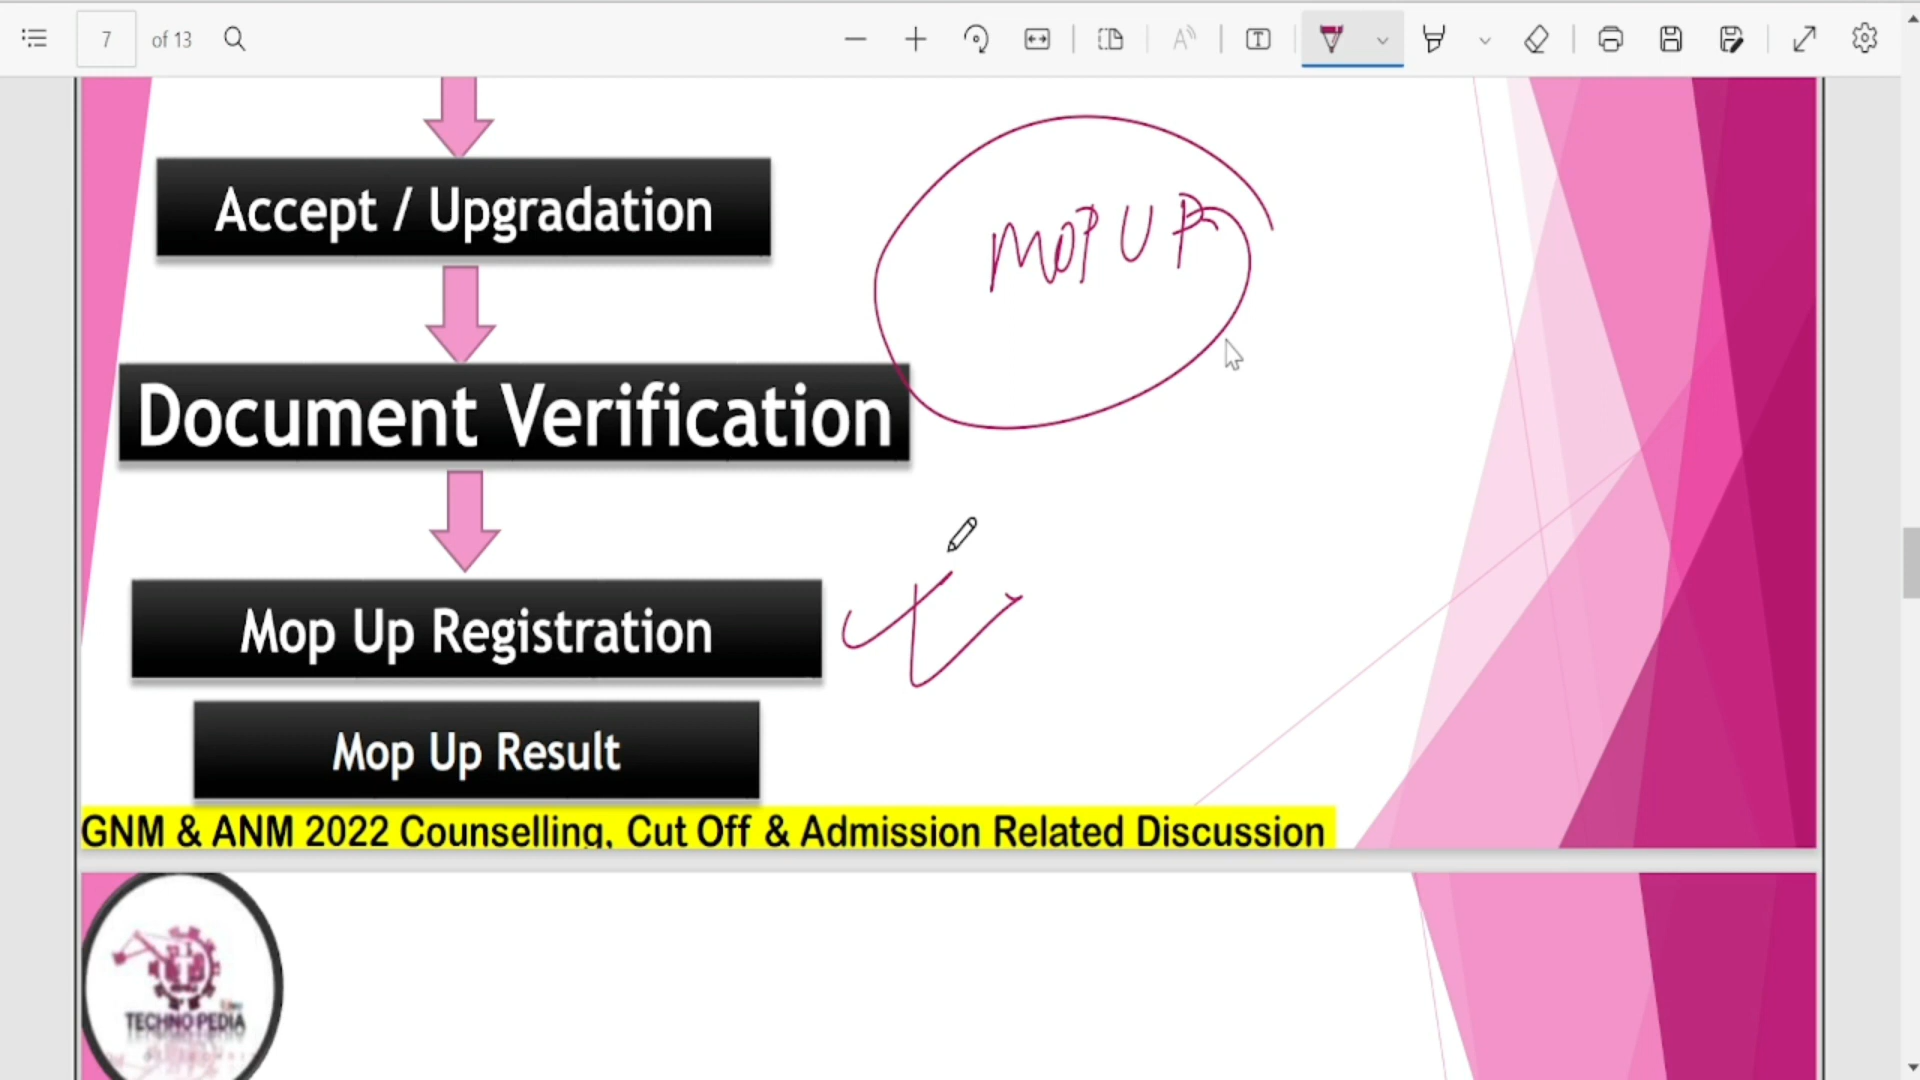 7 of 13
Accept / Upgradation
MOP UP
Document Verification
Mop Up Registration
Mop Up Result
GNM & ANM 2022 Counselling, Cut Off & Admission Related Discussion
TECHNO PEDIA